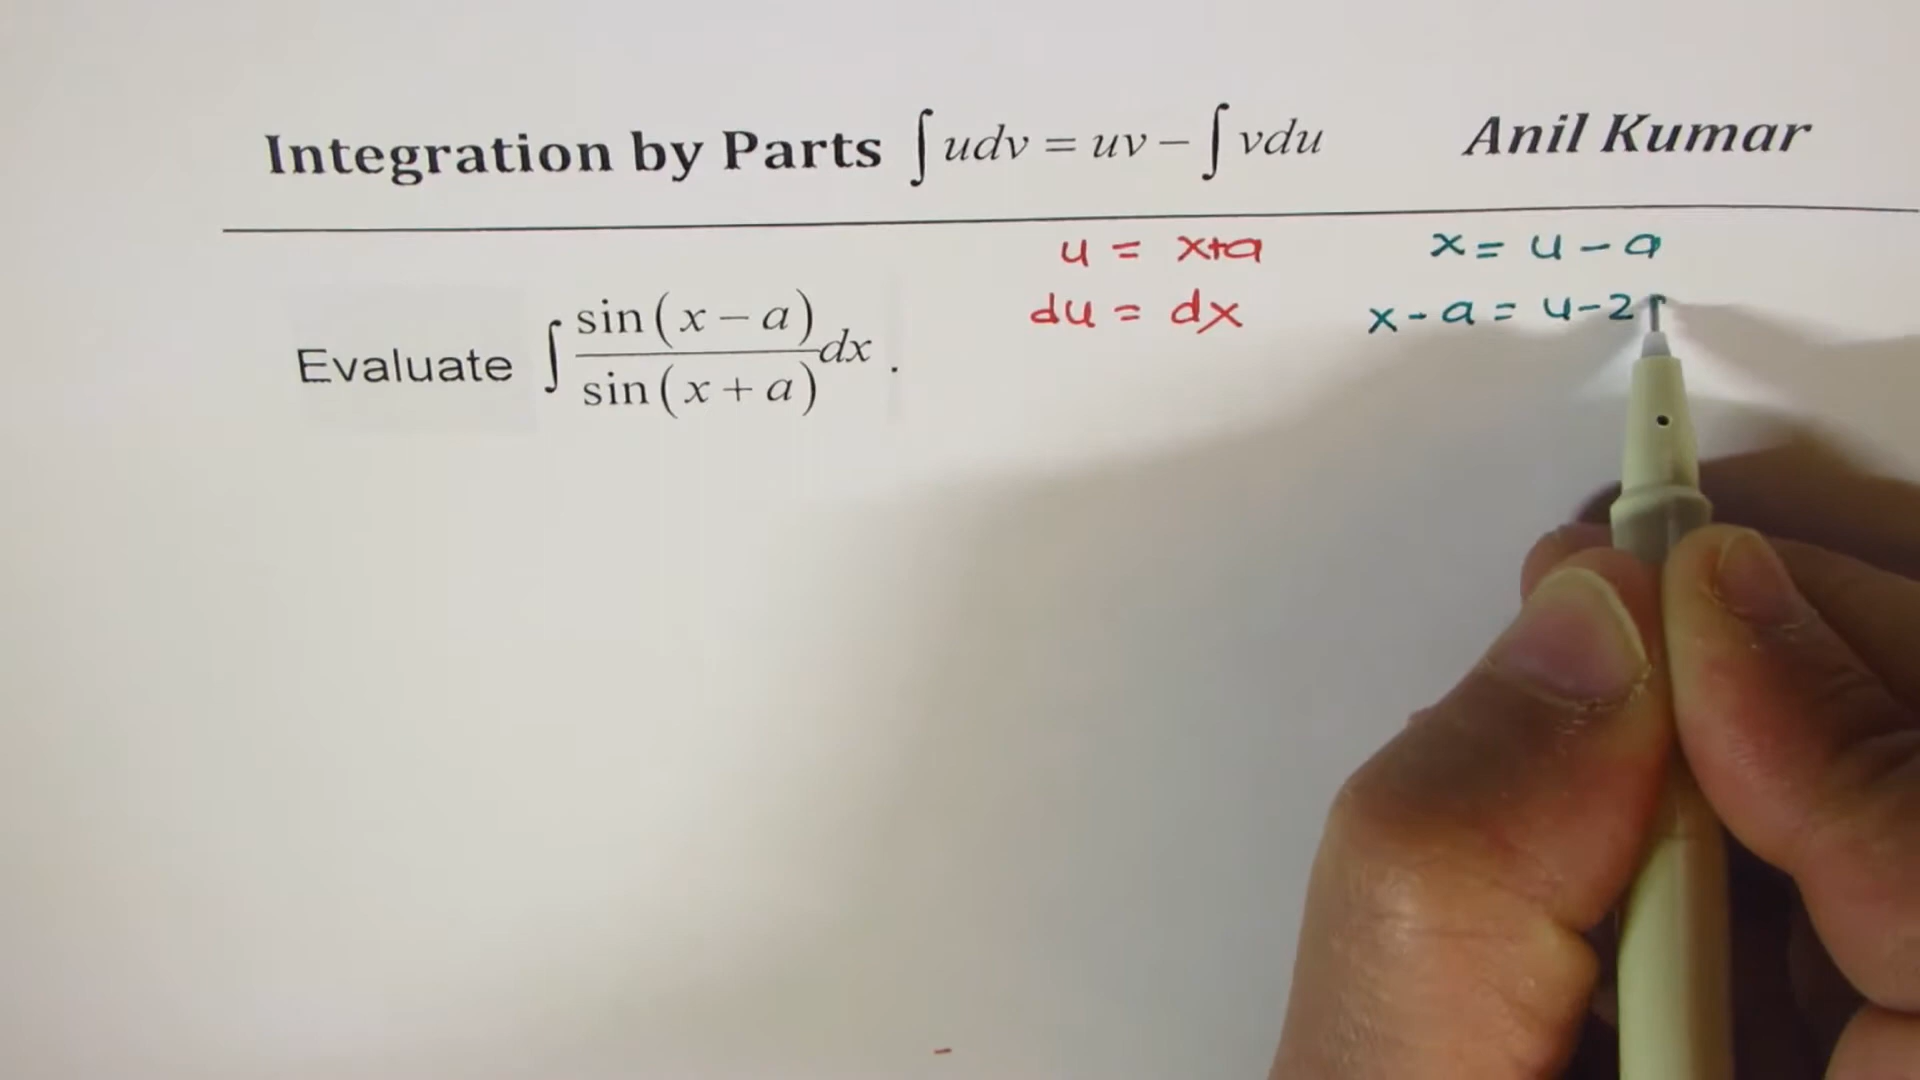 Integration by Parts ∫udv = uv − ∫vdu Anil Kumar
u = x+a x = u − a
du = dx x - a = u - 2
Evaluate ∫ sin(x − a) / sin(x + a) dx .